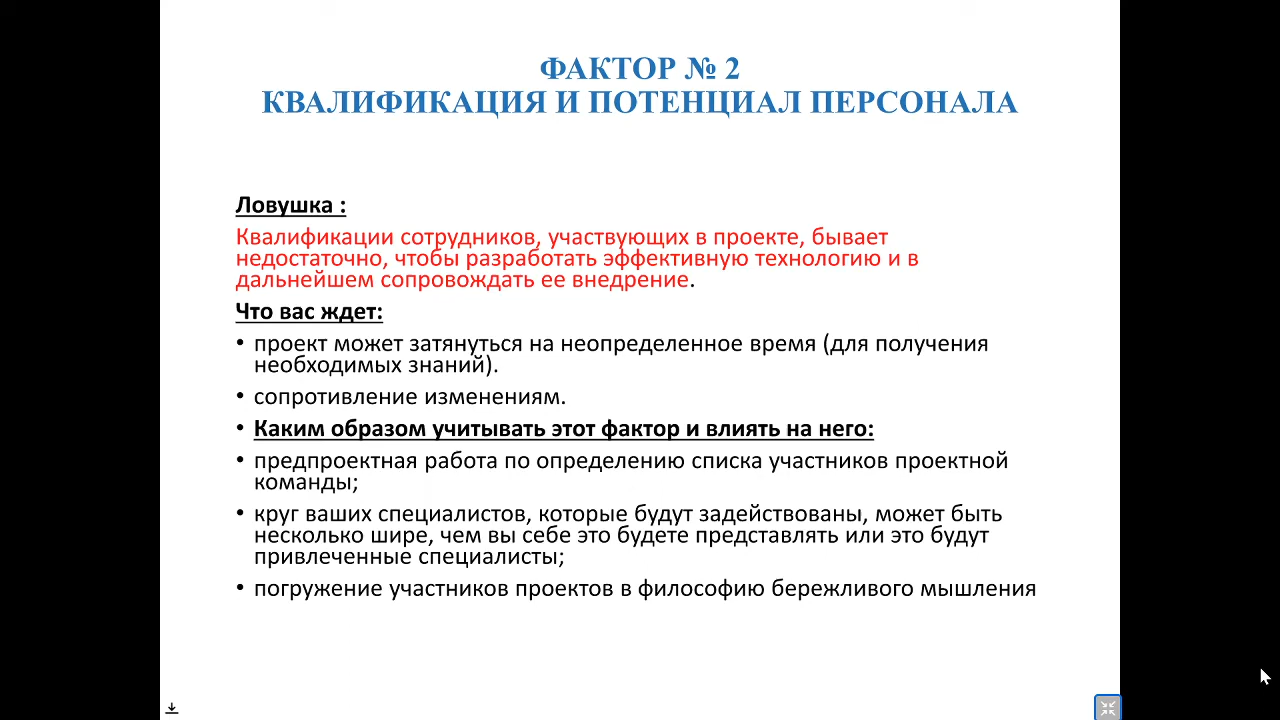 ФАКТОР № 2
КВАЛИФИКАЦИЯ И ПОТЕНЦИАЛ ПЕРСОНАЛА
Ловушка :
Квалификации сотрудников, участвующих в проекте, бывает
недостаточно, чтобы разработать эффективную технологию и в
дальнейшем сопровождать ее внедрение.
Что вас ждет:
• проект может затянуться на неопределенное время (для получения
необходимых знаний).
• сопротивление изменениям.
• Каким образом учитывать этот фактор и влиять на него:
• предпроектная работа по определению списка участников проектной
команды;
• круг ваших специалистов, которые будут задействованы, может быть
несколько шире, чем вы себе это будете представлять или это будут
привлеченные специалисты;
• погружение участников проектов в философию бережливого мышления